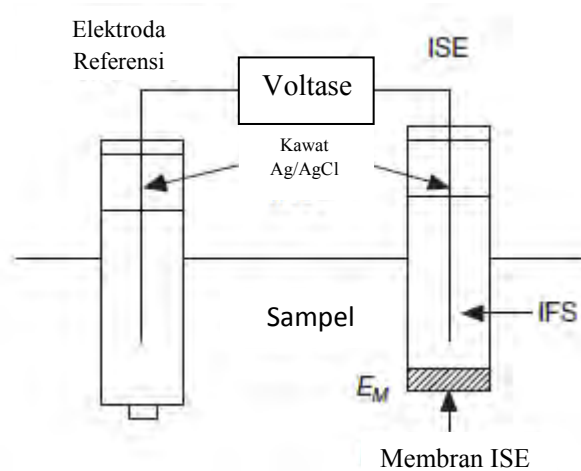 Elektroda
Referensi
ISE
Voltase
Kawat
Ag/AgCl
Sampel
IFS
E_M
Membran ISE